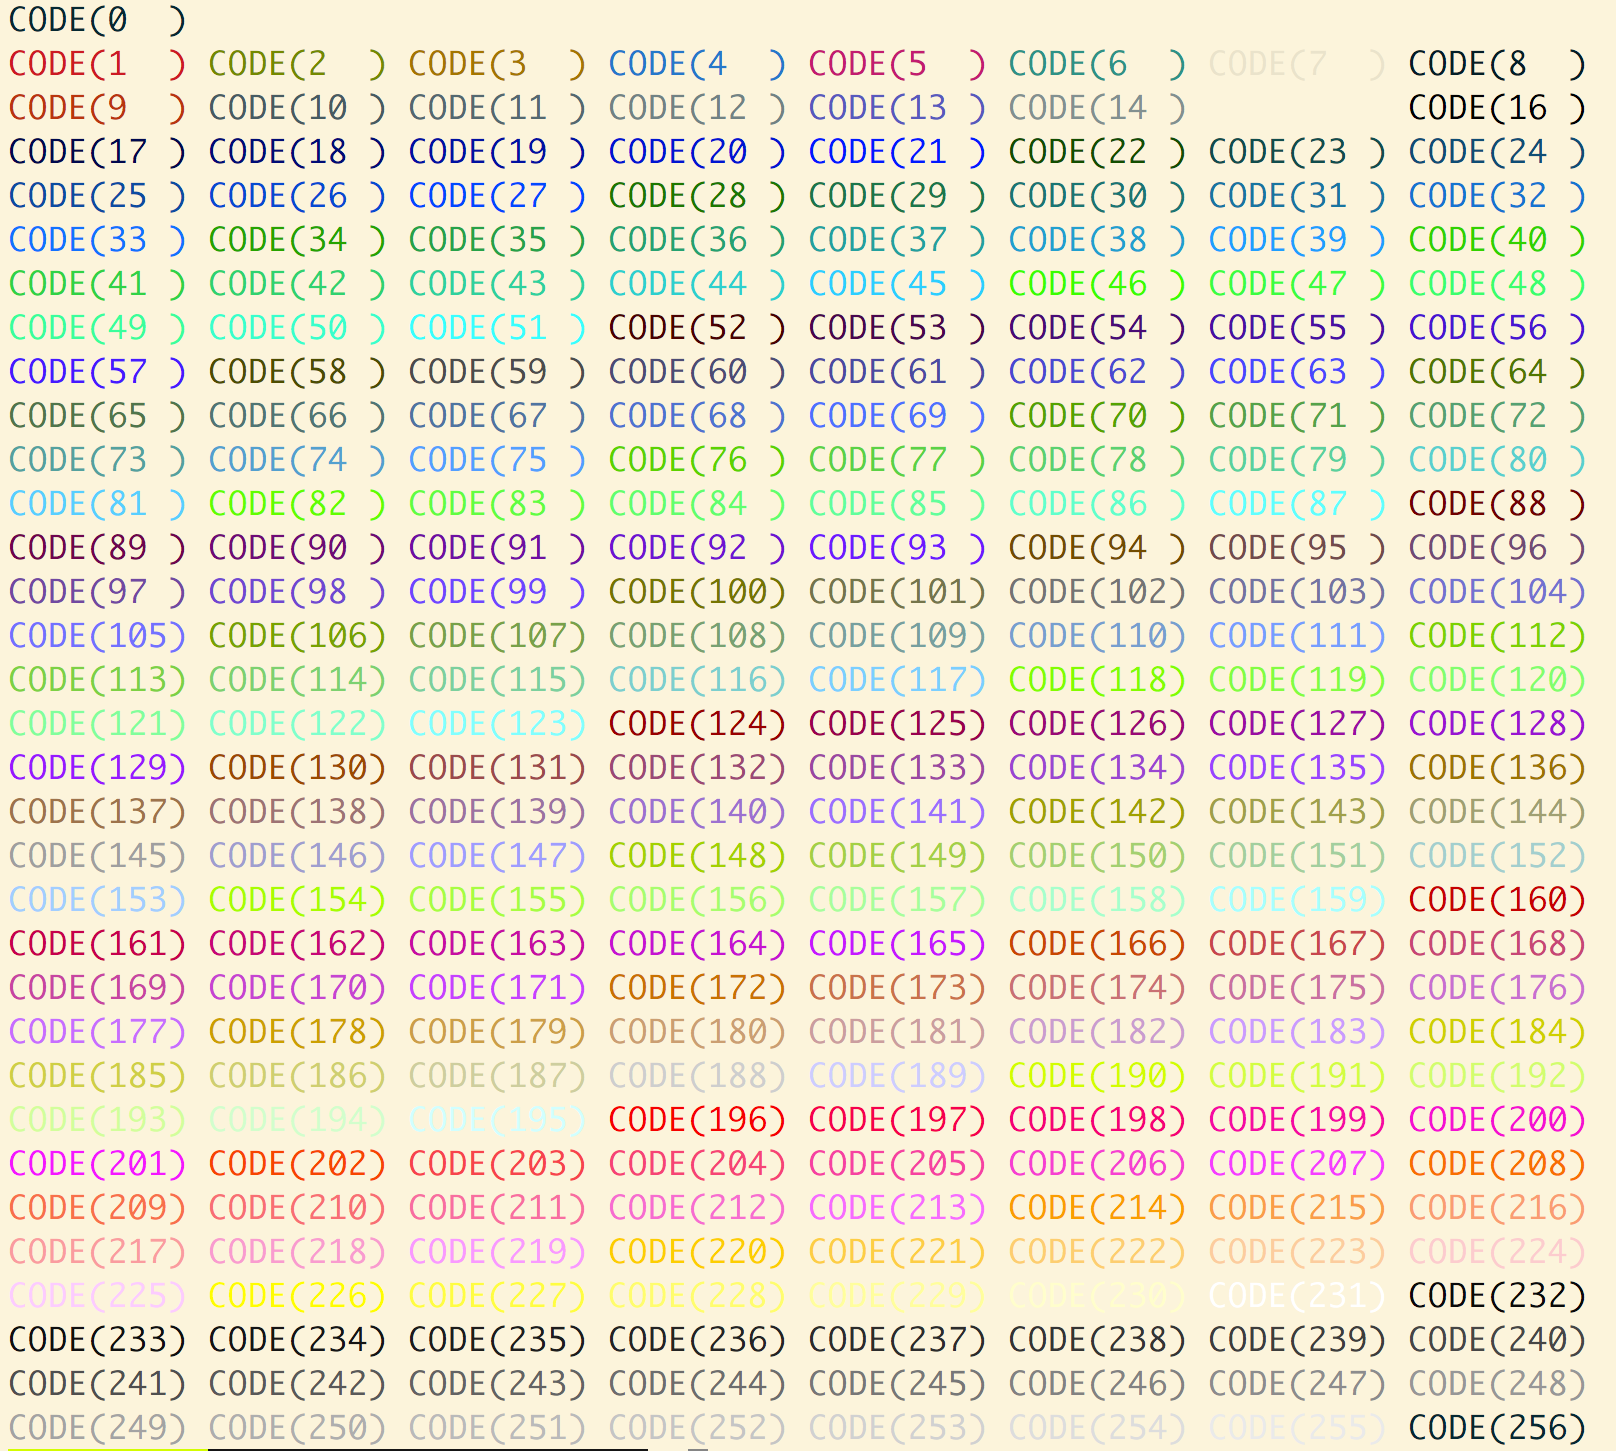 CODE(0  )
CODE(1  ) CODE(2  ) CODE(3  ) CODE(4  ) CODE(5  ) CODE(6  ) CODE(7  ) CODE(8  )
CODE(9  ) CODE(10 ) CODE(11 ) CODE(12 ) CODE(13 ) CODE(14 ) CODE(16 )
CODE(17 ) CODE(18 ) CODE(19 ) CODE(20 ) CODE(21 ) CODE(22 ) CODE(23 ) CODE(24 )
CODE(25 ) CODE(26 ) CODE(27 ) CODE(28 ) CODE(29 ) CODE(30 ) CODE(31 ) CODE(32 )
CODE(33 ) CODE(34 ) CODE(35 ) CODE(36 ) CODE(37 ) CODE(38 ) CODE(39 ) CODE(40 )
CODE(41 ) CODE(42 ) CODE(43 ) CODE(44 ) CODE(45 ) CODE(46 ) CODE(47 ) CODE(48 )
CODE(49 ) CODE(50 ) CODE(51 ) CODE(52 ) CODE(53 ) CODE(54 ) CODE(55 ) CODE(56 )
CODE(57 ) CODE(58 ) CODE(59 ) CODE(60 ) CODE(61 ) CODE(62 ) CODE(63 ) CODE(64 )
CODE(65 ) CODE(66 ) CODE(67 ) CODE(68 ) CODE(69 ) CODE(70 ) CODE(71 ) CODE(72 )
CODE(73 ) CODE(74 ) CODE(75 ) CODE(76 ) CODE(77 ) CODE(78 ) CODE(79 ) CODE(80 )
CODE(81 ) CODE(82 ) CODE(83 ) CODE(84 ) CODE(85 ) CODE(86 ) CODE(87 ) CODE(88 )
CODE(89 ) CODE(90 ) CODE(91 ) CODE(92 ) CODE(93 ) CODE(94 ) CODE(95 ) CODE(96 )
CODE(97 ) CODE(98 ) CODE(99 ) CODE(100) CODE(101) CODE(102) CODE(103) CODE(104)
CODE(105) CODE(106) CODE(107) CODE(108) CODE(109) CODE(110) CODE(111) CODE(112)
CODE(113) CODE(114) CODE(115) CODE(116) CODE(117) CODE(118) CODE(119) CODE(120)
CODE(121) CODE(122) CODE(123) CODE(124) CODE(125) CODE(126) CODE(127) CODE(128)
CODE(129) CODE(130) CODE(131) CODE(132) CODE(133) CODE(134) CODE(135) CODE(136)
CODE(137) CODE(138) CODE(139) CODE(140) CODE(141) CODE(142) CODE(143) CODE(144)
CODE(145) CODE(146) CODE(147) CODE(148) CODE(149) CODE(150) CODE(151) CODE(152)
CODE(153) CODE(154) CODE(155) CODE(156) CODE(157) CODE(158) CODE(159) CODE(160)
CODE(161) CODE(162) CODE(163) CODE(164) CODE(165) CODE(166) CODE(167) CODE(168)
CODE(169) CODE(170) CODE(171) CODE(172) CODE(173) CODE(174) CODE(175) CODE(176)
CODE(177) CODE(178) CODE(179) CODE(180) CODE(181) CODE(182) CODE(183) CODE(184)
CODE(185) CODE(186) CODE(187) CODE(188) CODE(189) CODE(190) CODE(191) CODE(192)
CODE(193) CODE(194) CODE(195) CODE(196) CODE(197) CODE(198) CODE(199) CODE(200)
CODE(201) CODE(202) CODE(203) CODE(204) CODE(205) CODE(206) CODE(207) CODE(208)
CODE(209) CODE(210) CODE(211) CODE(212) CODE(213) CODE(214) CODE(215) CODE(216)
CODE(217) CODE(218) CODE(219) CODE(220) CODE(221) CODE(222) CODE(223) CODE(224)
CODE(225) CODE(226) CODE(227) CODE(228) CODE(229) CODE(230) CODE(231) CODE(232)
CODE(233) CODE(234) CODE(235) CODE(236) CODE(237) CODE(238) CODE(239) CODE(240)
CODE(241) CODE(242) CODE(243) CODE(244) CODE(245) CODE(246) CODE(247) CODE(248)
CODE(249) CODE(250) CODE(251) CODE(252) CODE(253) CODE(254) CODE(255) CODE(256)